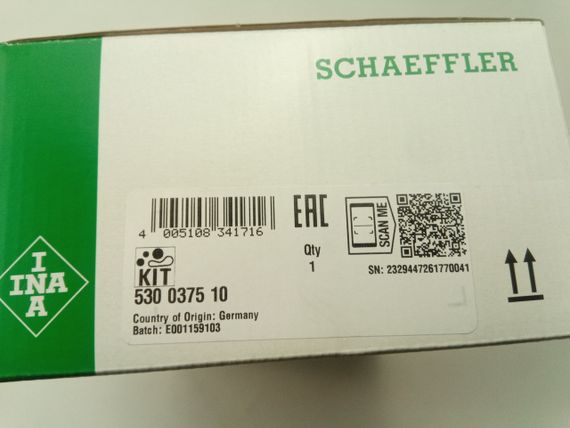 SCHAEFFLER
INA
INA
4 005108 341716
EAC
SCAN ME
Qty
1
KIT
SN: 2329447261770041
530 0375 10
Country of Origin: Germany
Batch: E001159103